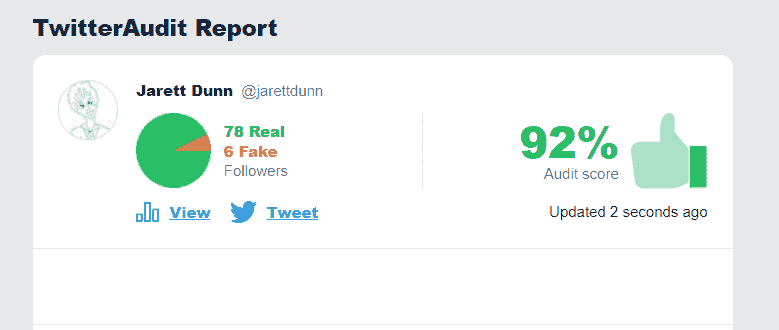 TwitterAudit Report
Jarett Dunn @jarettdunn
78 Real
6 Fake
Followers
92%
Audit score
View Tweet
Updated 2 seconds ago